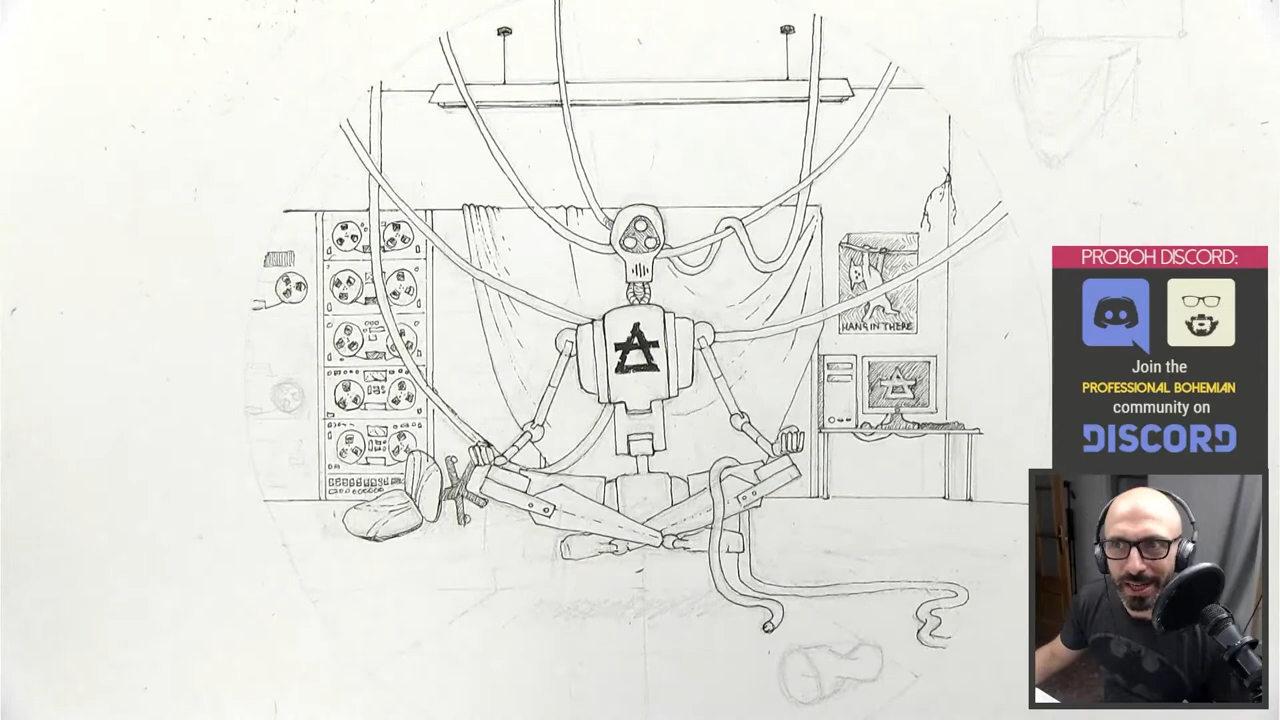 HANG IN THERE
PROBOH DISCORD:
Join the
PROFESSIONAL BOHEMIAN
community on
DISCORD